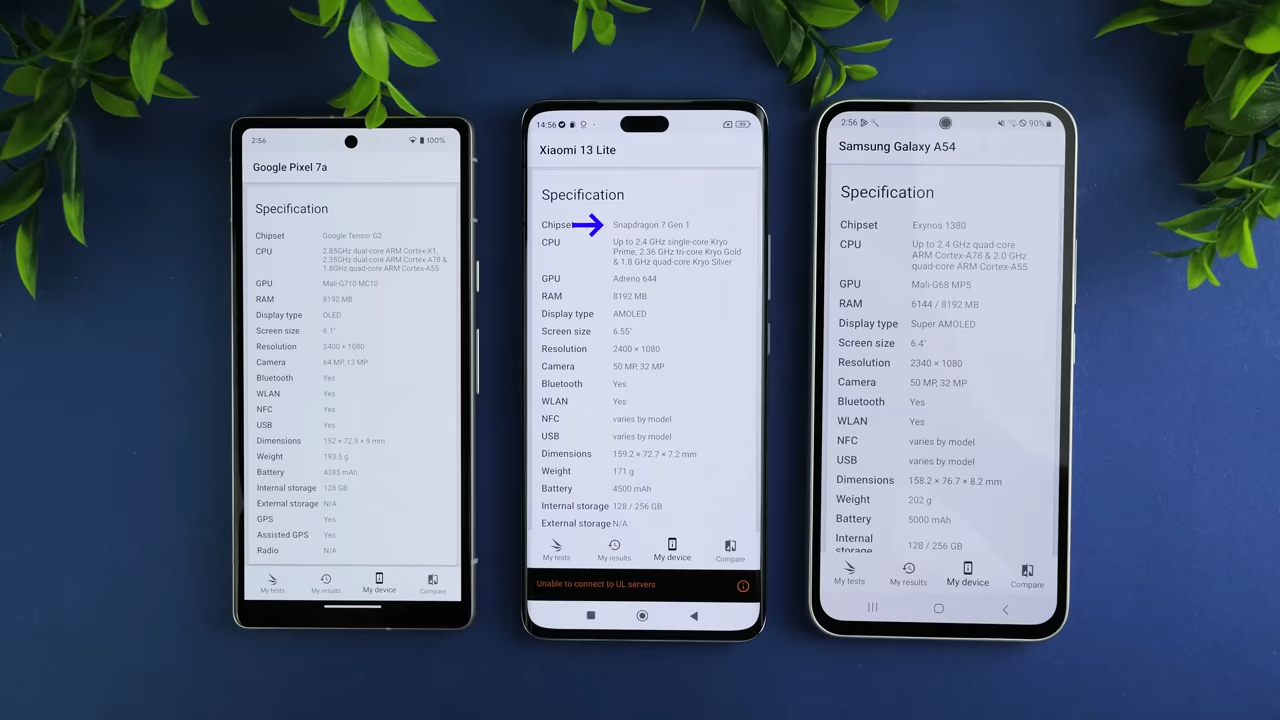 2:56
100%
Google Pixel 7a
Specification
Chipset Google Tensor G2
CPU 2.85GHz dual-core ARM Cortex-X1,
2.35GHz dual-core ARM Cortex-A78 &
1.8GHz quad-core ARM Cortex-A55
GPU Mali-G710 MC10
RAM 8192 MB
Display type OLED
Screen size 6.1"
Resolution 2400 × 1080
Camera 64 MP, 13 MP
Bluetooth Yes
WLAN Yes
NFC Yes
USB Yes
Dimensions 152 × 72.9 × 9 mm
Weight 193.5 g
Battery 4385 mAh
Internal storage 128 GB
External storage N/A
GPS Yes
Assisted GPS Yes
Radio N/A
My tests My results My device Compare
14:56
93
Xiaomi 13 Lite
Specification
Chipset Snapdragon 7 Gen 1
CPU Up to 2.4 GHz single-core Kryo
Prime, 2.36 GHz tri-core Kryo Gold
& 1.8 GHz quad-core Kryo Silver
GPU Adreno 644
RAM 8192 MB
Display type AMOLED
Screen size 6.55"
Resolution 2400 × 1080
Camera 50 MP, 32 MP
Bluetooth Yes
WLAN Yes
NFC varies by model
USB varies by model
Dimensions 159.2 × 72.7 × 7.2 mm
Weight 171 g
Battery 4500 mAh
Internal storage 128 / 256 GB
External storage N/A
My tests My results My device Compare
Unable to connect to UL servers
2:56
90%
Samsung Galaxy A54
Specification
Chipset Exynos 1380
CPU Up to 2.4 GHz quad-core
ARM Cortex-A78 & 2.0 GHz
quad-core ARM Cortex-A55
GPU Mali-G68 MP5
RAM 6144 / 8192 MB
Display type Super AMOLED
Screen size 6.4"
Resolution 2340 × 1080
Camera 50 MP, 32 MP
Bluetooth Yes
WLAN Yes
NFC varies by model
USB varies by model
Dimensions 158.2 × 76.7 × 8.2 mm
Weight 202 g
Battery 5000 mAh
Internal 128 / 256 GB
storage
My tests My results My device Compare